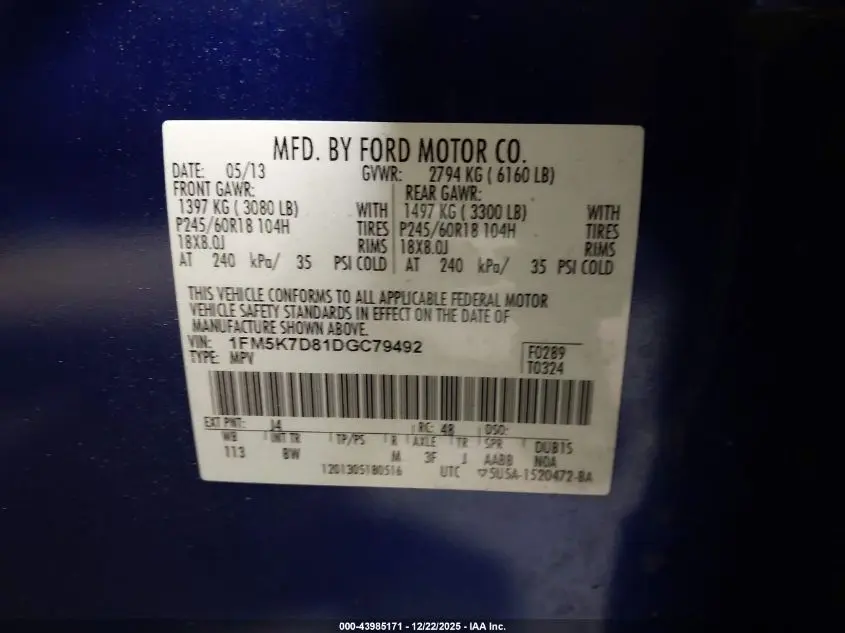 MFD. BY FORD MOTOR CO.
DATE: 05/13 GVWR: 2794 KG ( 6160 LB)
FRONT GAWR: REAR GAWR:
1397 KG ( 3080 LB) WITH 1497 KG ( 3300 LB) WITH
P245/60R18 104H TIRES P245/60R18 104H TIRES
18X8.0J RIMS 18X8.0J RIMS
AT 240 kPa/ 35 PSI COLD AT 240 kPa/ 35 PSI COLD
THIS VEHICLE CONFORMS TO ALL APPLICABLE FEDERAL MOTOR
VEHICLE SAFETY STANDARDS IN EFFECT ON THE DATE OF
MANUFACTURE SHOWN ABOVE.
VIN: 1FM5K7D81DGC79492 F0289
TYPE: MPV T0324
EXT PNT: J4 RC: 48 DSO:
WB INT TR TP/PS R AXLE TR SPR DUB1S
113 8W M 3F J AABB NOA
1201305180516 UTC ▽5USA-1520472-BA
000-43985171 - 12/22/2025 - IAA Inc.